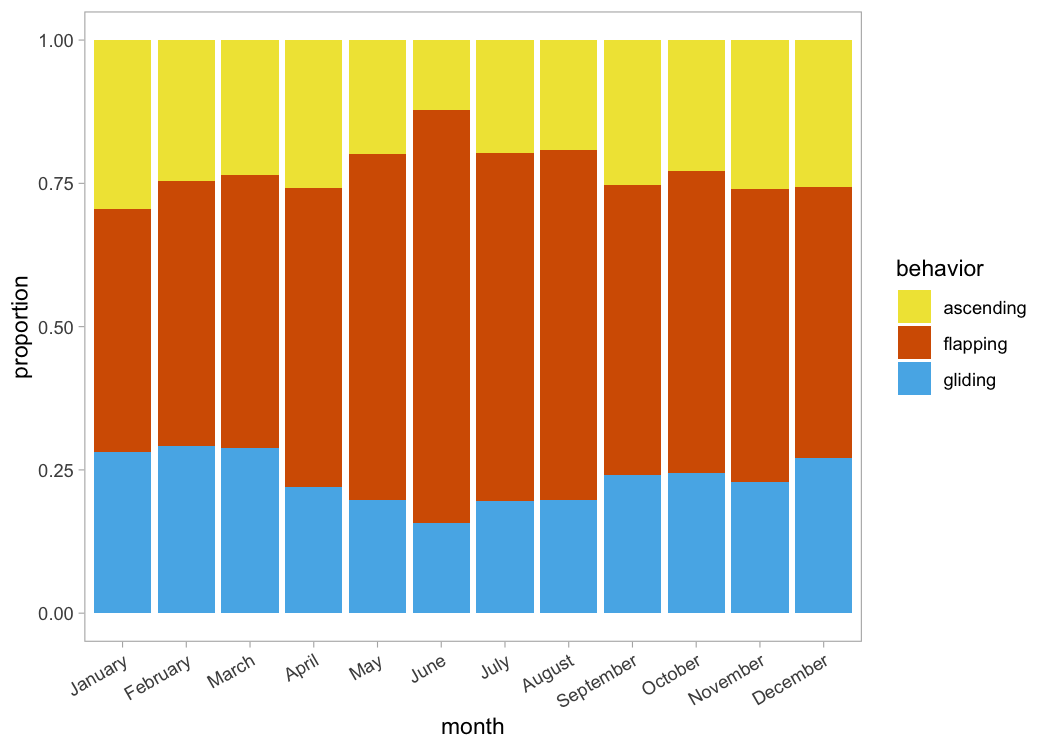 1.00
0.75
0.50
0.25
0.00
proportion
January
February
March
April
May
June
July
August
September
October
November
December
month
behavior
ascending
flapping
gliding